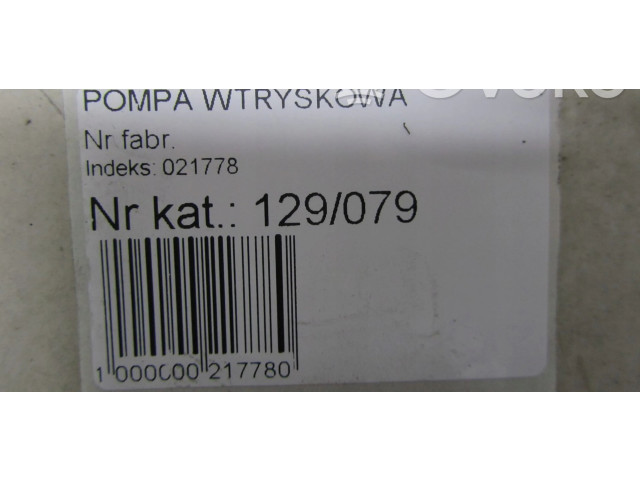 POMPA WTRYSKOWA
Nr fabr.
Indeks: 021778
Nr kat.: 129/079
1 000000 217780